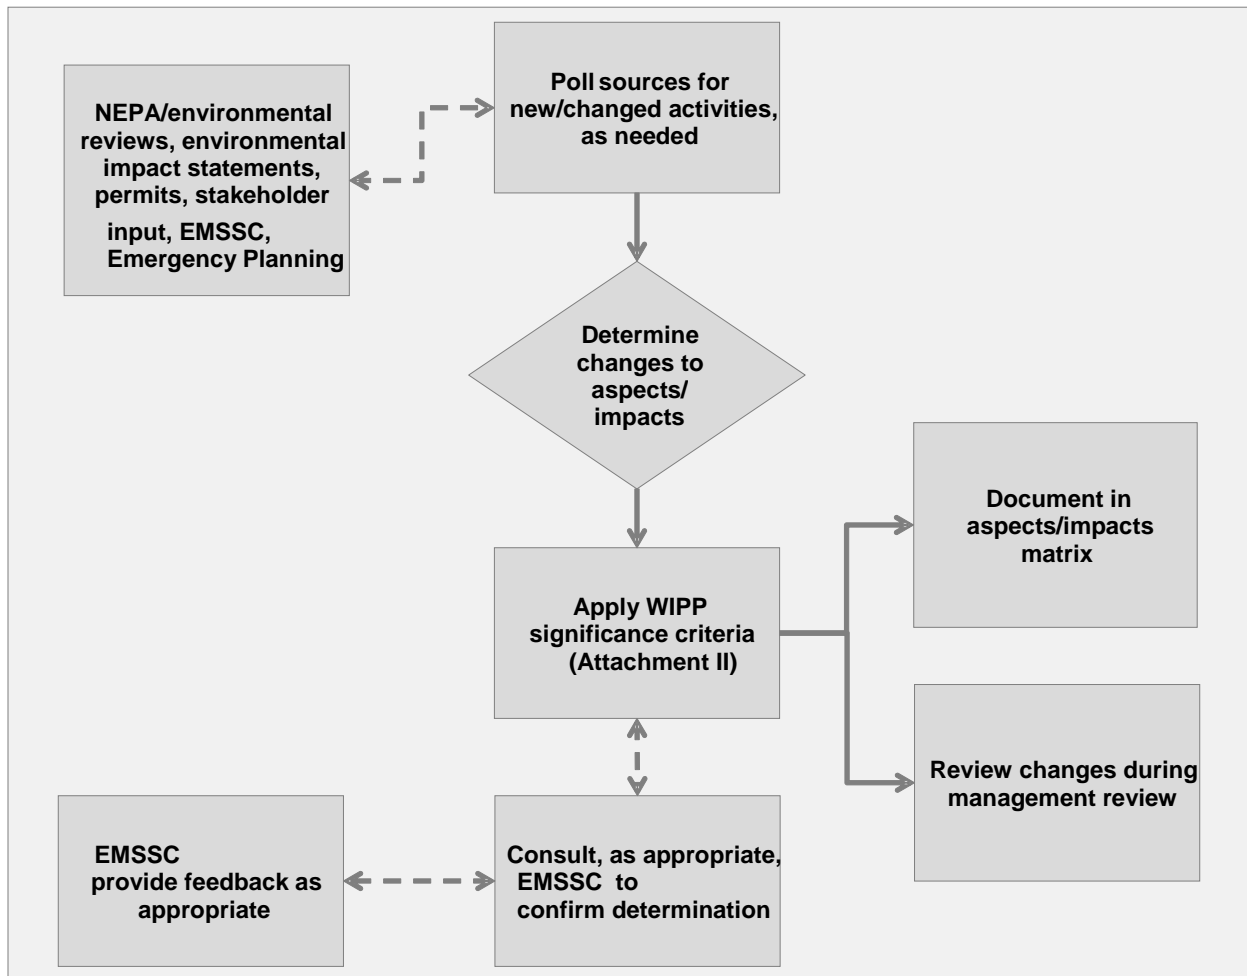 Poll sources for
new/changed activities,
as needed
NEPA/environmental
reviews, environmental
impact statements,
permits, stakeholder
input, EMSSC,
Emergency Planning
Determine
changes to
aspects/
impacts
Document in
aspects/impacts
matrix
Apply WIPP
significance criteria
(Attachment II)
Review changes during
management review
EMSSC
provide feedback as
appropriate
Consult, as appropriate,
EMSSC to
confirm determination